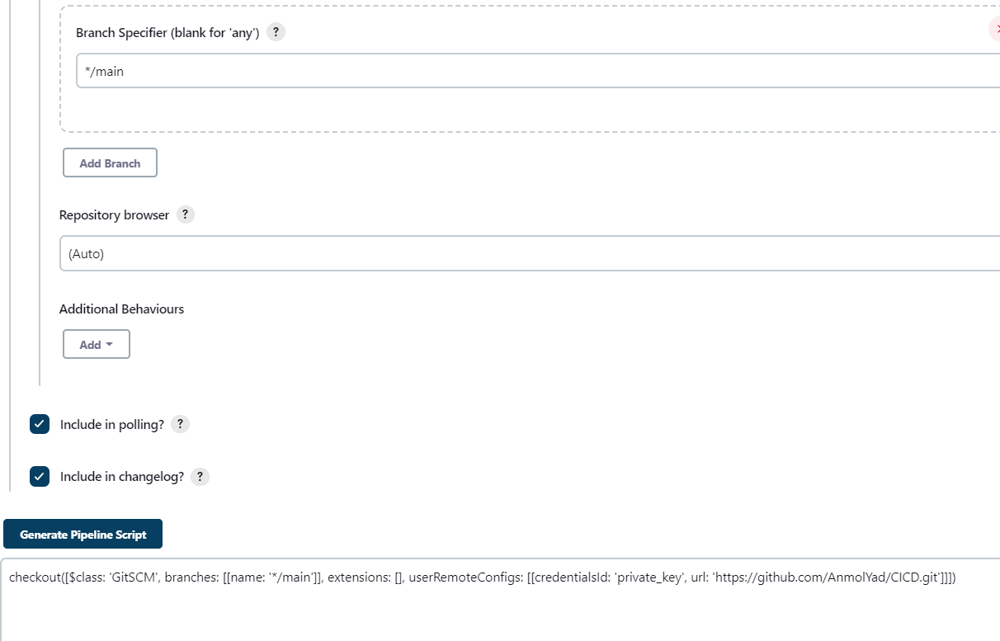 Branch Specifier (blank for 'any') ?
*/main
Add Branch
Repository browser ?
(Auto)
Additional Behaviours
Add
Include in polling? ?
Include in changelog? ?
Generate Pipeline Script
checkout([$class: 'GitSCM', branches: [[name: '*/main']], extensions: [], userRemoteConfigs: [[credentialsId: 'private_key', url: 'https://github.com/AnmolYad/CICD.git']]])